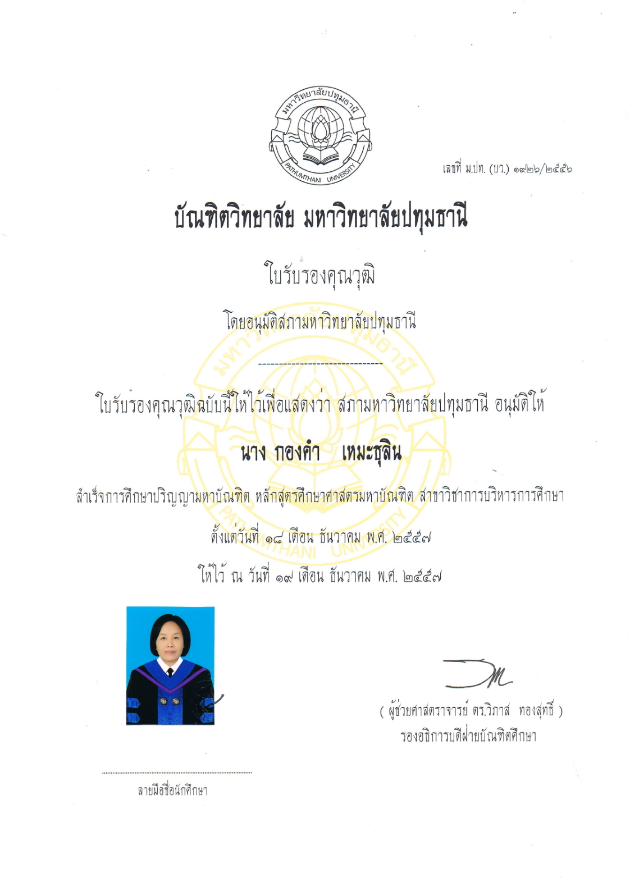 มหาวิทยาลัยปทุมธานี
PATHUMTHANI UNIVERSITY
เลขที่ ม.ปท. (บว.) ๑๙๒๖/๒๕๕๖
บัณฑิตวิทยาลัย มหาวิทยาลัยปทุมธานี
ใบรับรองคุณวุฒิ
โดยอนุมัติสภามหาวิทยาลัยปทุมธานี
ใบรับรองคุณวุฒิฉบับนี้ให้ไว้เพื่อแสดงว่า สภามหาวิทยาลัยปทุมธานี อนุมัติให้
นาง กองคำ เหมะธุลิน
สำเร็จการศึกษาปริญญามหาบัณฑิต หลักสูตรศึกษาศาสตรมหาบัณฑิต สาขาวิชาการบริหารการศึกษา
ตั้งแต่วันที่ ๑๘ เดือน ธันวาคม พ.ศ. ๒๕๕๗
ให้ไว้ ณ วันที่ ๑๙ เดือน ธันวาคม พ.ศ. ๒๕๕๗
( ผู้ช่วยศาสตราจารย์ ดร.วิภาส ทองสุทธิ์ )
รองอธิการบดีฝ่ายบัณฑิตศึกษา
ลายมือชื่อนักศึกษา